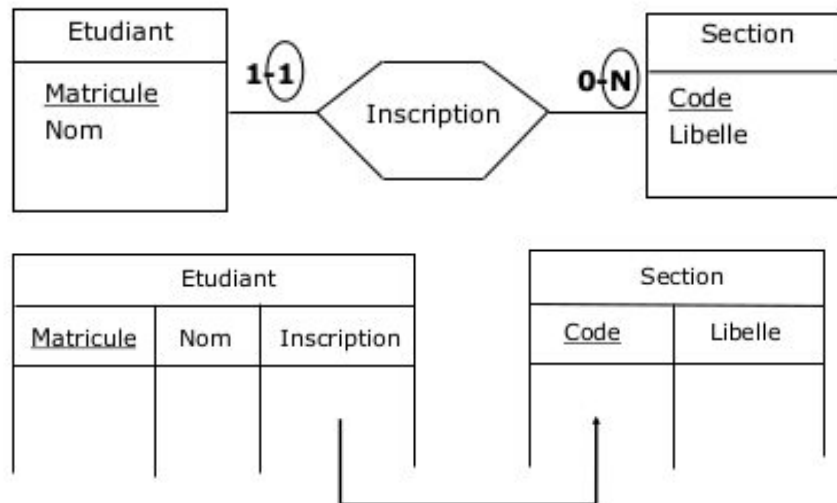 Etudiant
Section
1-1
0-N
Matricule
Nom
Inscription
Code
Libelle
Etudiant
Section
Matricule Nom Inscription
Code Libelle